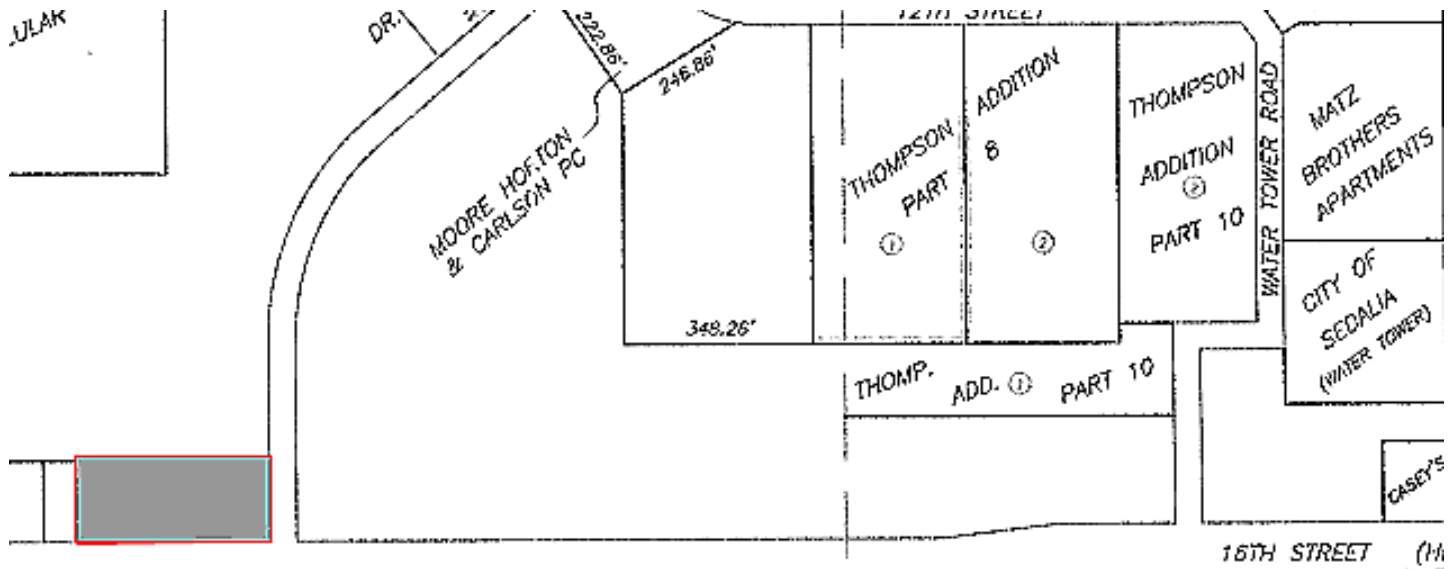 ULAR
DR.
222.86'
246.86'
12TH STREET
MOORE HORTON
& CARLSON PC
348.26'
THOMPSON
PART
1
ADDITION
8
2
THOMPSON
ADDITION
2
PART 10
WATER TOWER ROAD
MATZ
BROTHERS
APARTMENTS
CITY OF
SEDALIA
(WATER TOWER)
THOMP. ADD. 1 PART 10
CASEY'S
16TH STREET (H